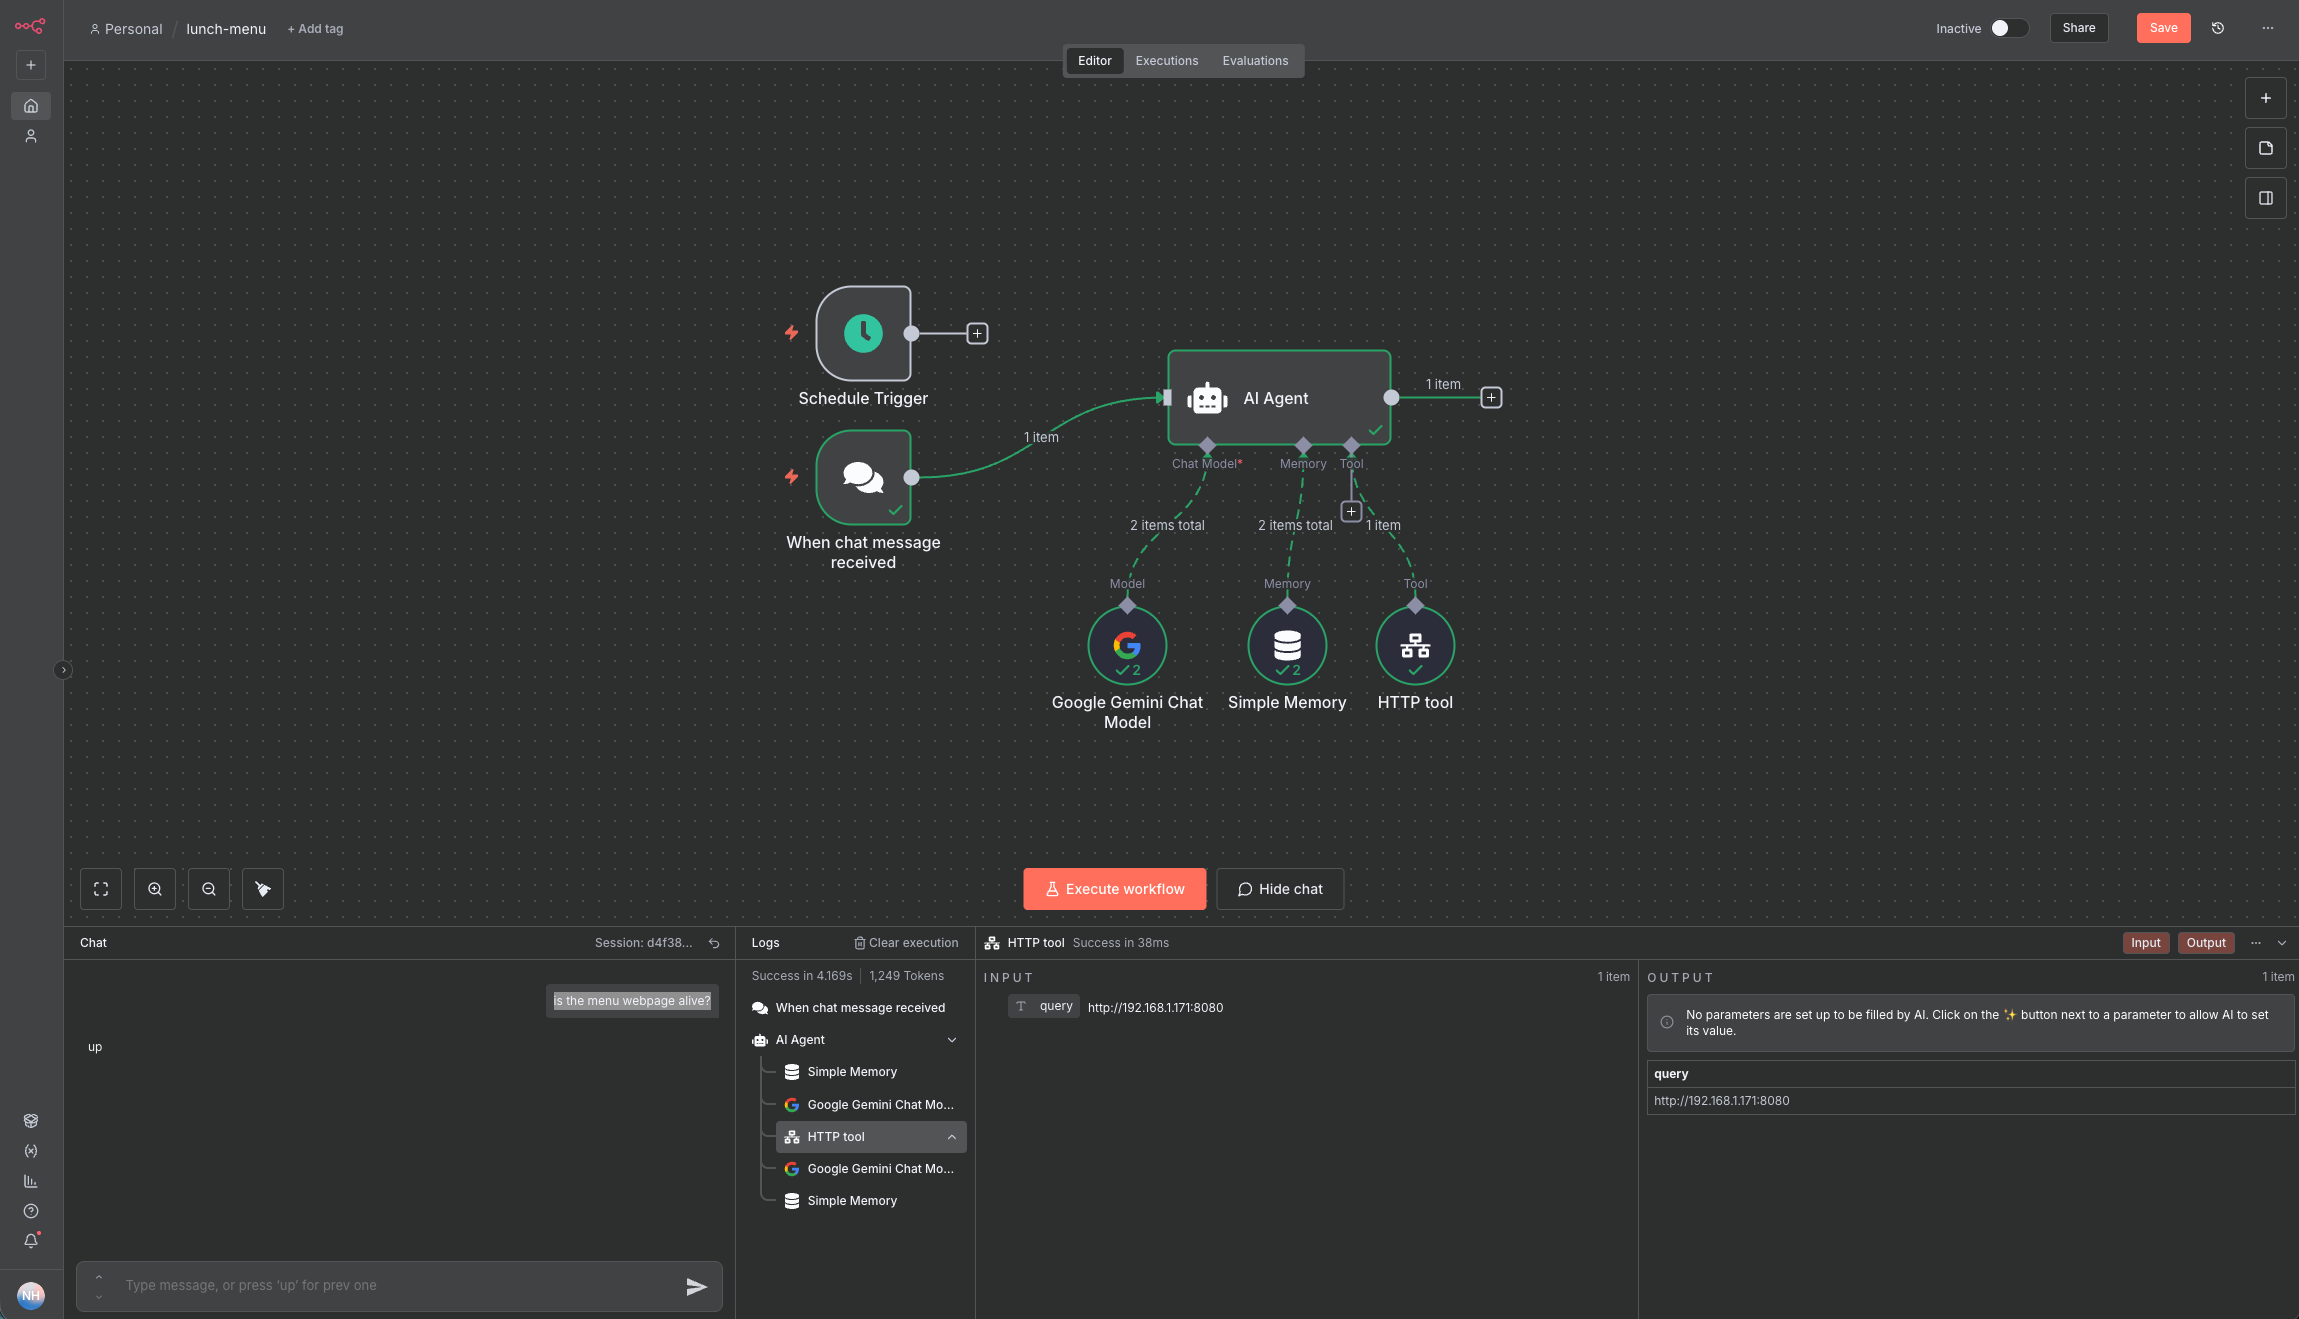 Personal / lunch-menu + Add tag
Inactive Share Save
Editor Executions Evaluations
Schedule Trigger
When chat message
received
1 item
AI Agent
1 item
Chat Model* Memory Tool
2 items total 2 items total 1 item
Model Memory Tool
2 2
Google Gemini Chat
Model
Simple Memory
HTTP tool
Execute workflow Hide chat
Chat Session: d4f38...
is the menu webpage alive?
up
Type message, or press 'up' for prev one
NH
Logs Clear execution
Success in 4.169s 1,249 Tokens
When chat message received
AI Agent
Simple Memory
Google Gemini Chat Mo...
HTTP tool
Google Gemini Chat Mo...
Simple Memory
HTTP tool Success in 38ms
Input Output
INPUT 1 item
T query http://192.168.1.171:8080
OUTPUT 1 item
No parameters are set up to be filled by AI. Click on the ✨ button next to a parameter to allow AI to set
its value.
query
http://192.168.1.171:8080